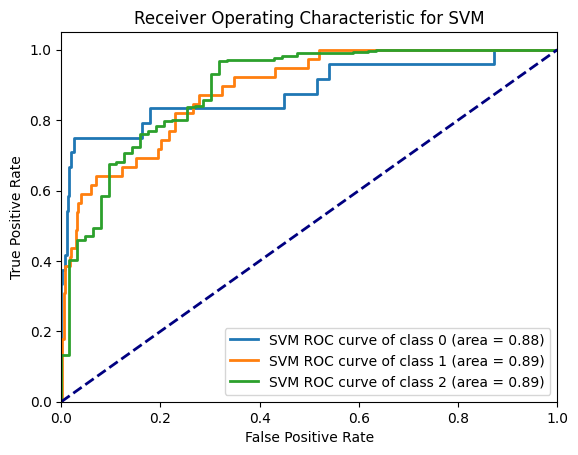 Receiver Operating Characteristic for SVM
True Positive Rate
1.0
0.8
0.6
0.4
0.2
0.0
SVM ROC curve of class 0 (area = 0.88)
SVM ROC curve of class 1 (area = 0.89)
SVM ROC curve of class 2 (area = 0.89)
0.0 0.2 0.4 0.6 0.8 1.0
False Positive Rate